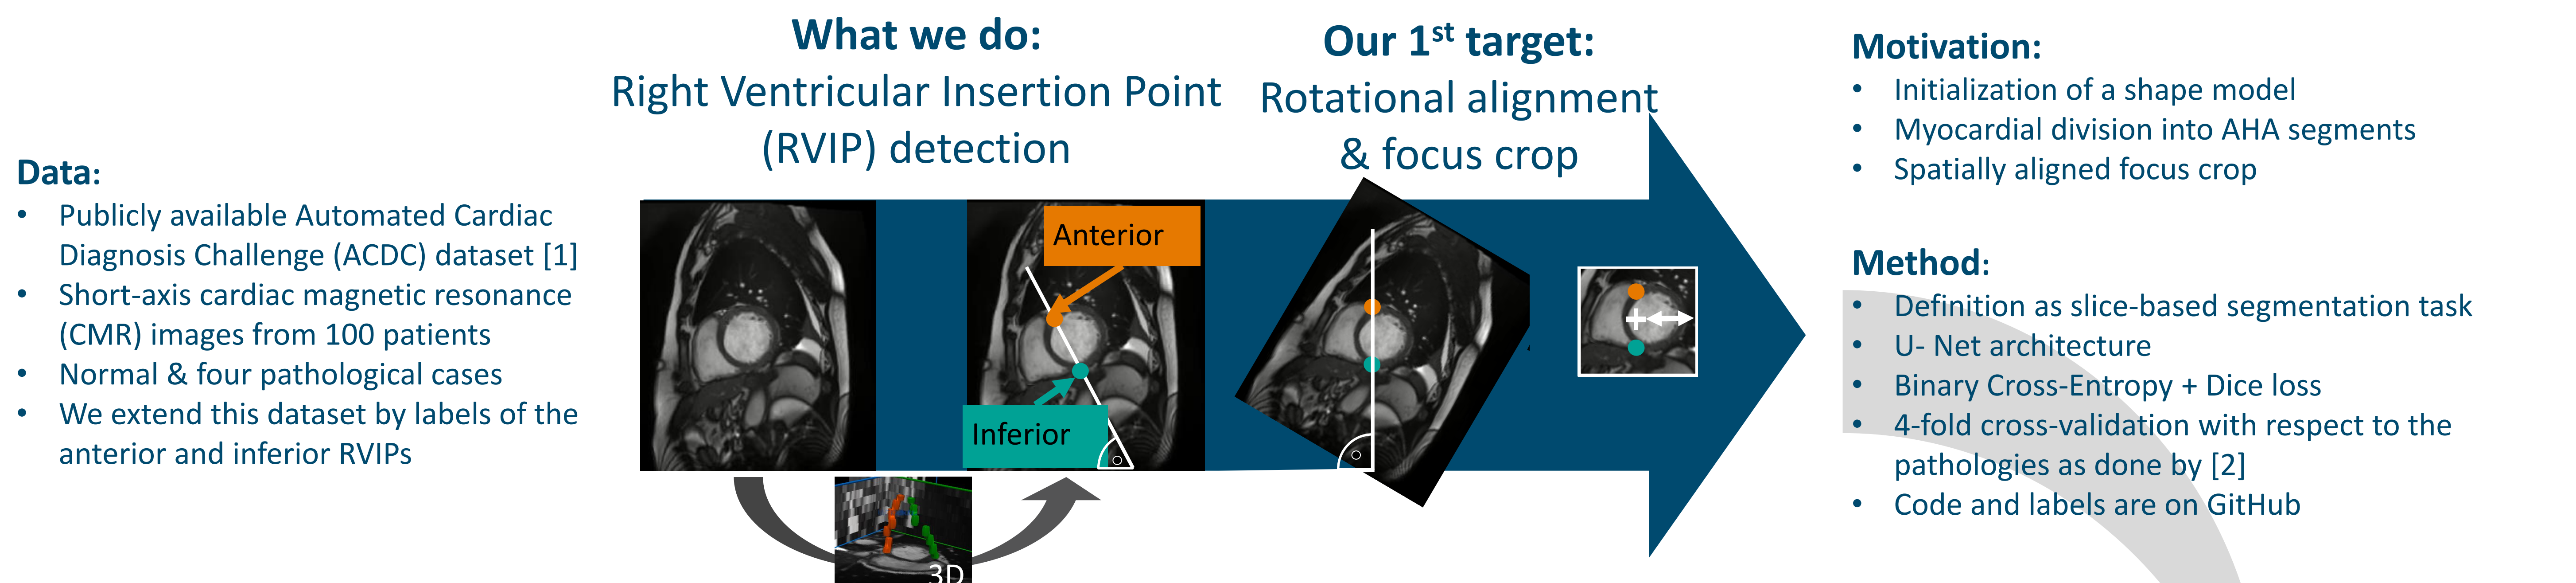 Data:
• Publicly available Automated Cardiac
Diagnosis Challenge (ACDC) dataset [1]
• Short-axis cardiac magnetic resonance
(CMR) images from 100 patients
• Normal & four pathological cases
• We extend this dataset by labels of the
anterior and inferior RVIPs
What we do:
Right Ventricular Insertion Point
(RVIP) detection
Anterior
Inferior
3D
Our 1st target:
Rotational alignment
& focus crop
Motivation:
• Initialization of a shape model
• Myocardial division into AHA segments
• Spatially aligned focus crop
Method:
• Definition as slice-based segmentation task
• U- Net architecture
• Binary Cross-Entropy + Dice loss
• 4-fold cross-validation with respect to the
pathologies as done by [2]
• Code and labels are on GitHub